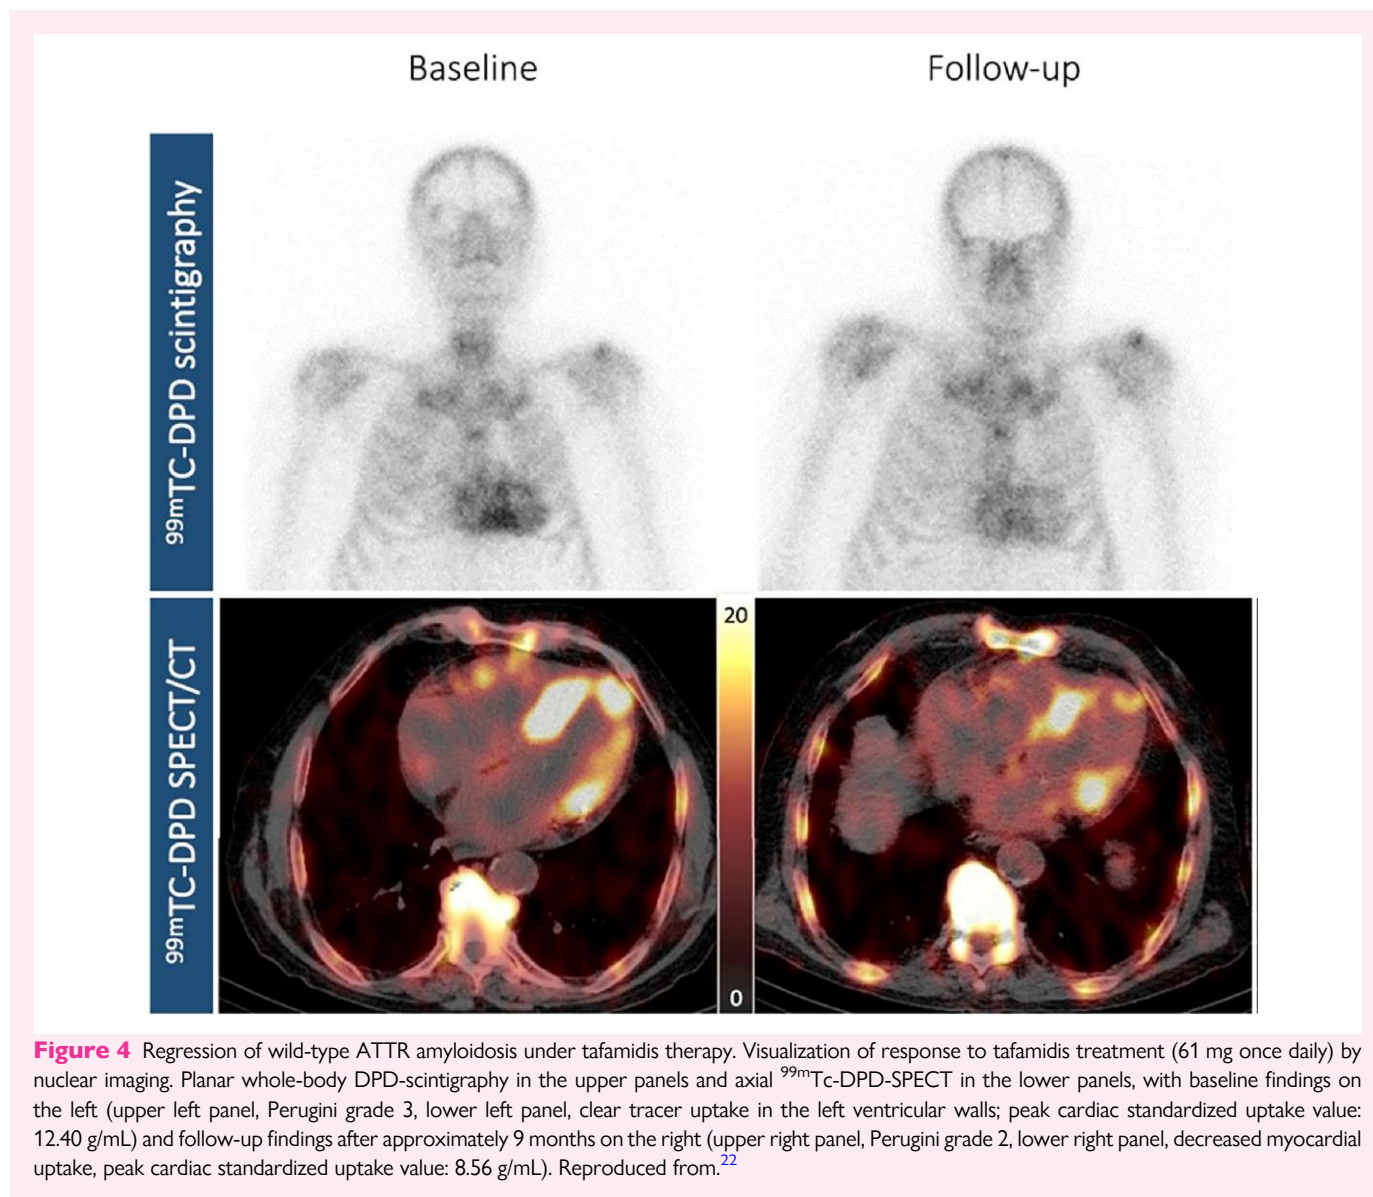 Baseline
Follow-up
99mTC-DPD scintigraphy
99mTC-DPD SPECT/CT
20
0
Figure 4 Regression of wild-type ATTR amyloidosis under tafamidis therapy. Visualization of response to tafamidis treatment (61 mg once daily) by
nuclear imaging. Planar whole-body DPD-scintigraphy in the upper panels and axial 99mTc-DPD-SPECT in the lower panels, with baseline findings on
the left (upper left panel, Perugini grade 3, lower left panel, clear tracer uptake in the left ventricular walls; peak cardiac standardized uptake value:
12.40 g/mL) and follow-up findings after approximately 9 months on the right (upper right panel, Perugini grade 2, lower right panel, decreased myocardial
uptake, peak cardiac standardized uptake value: 8.56 g/mL). Reproduced from.22